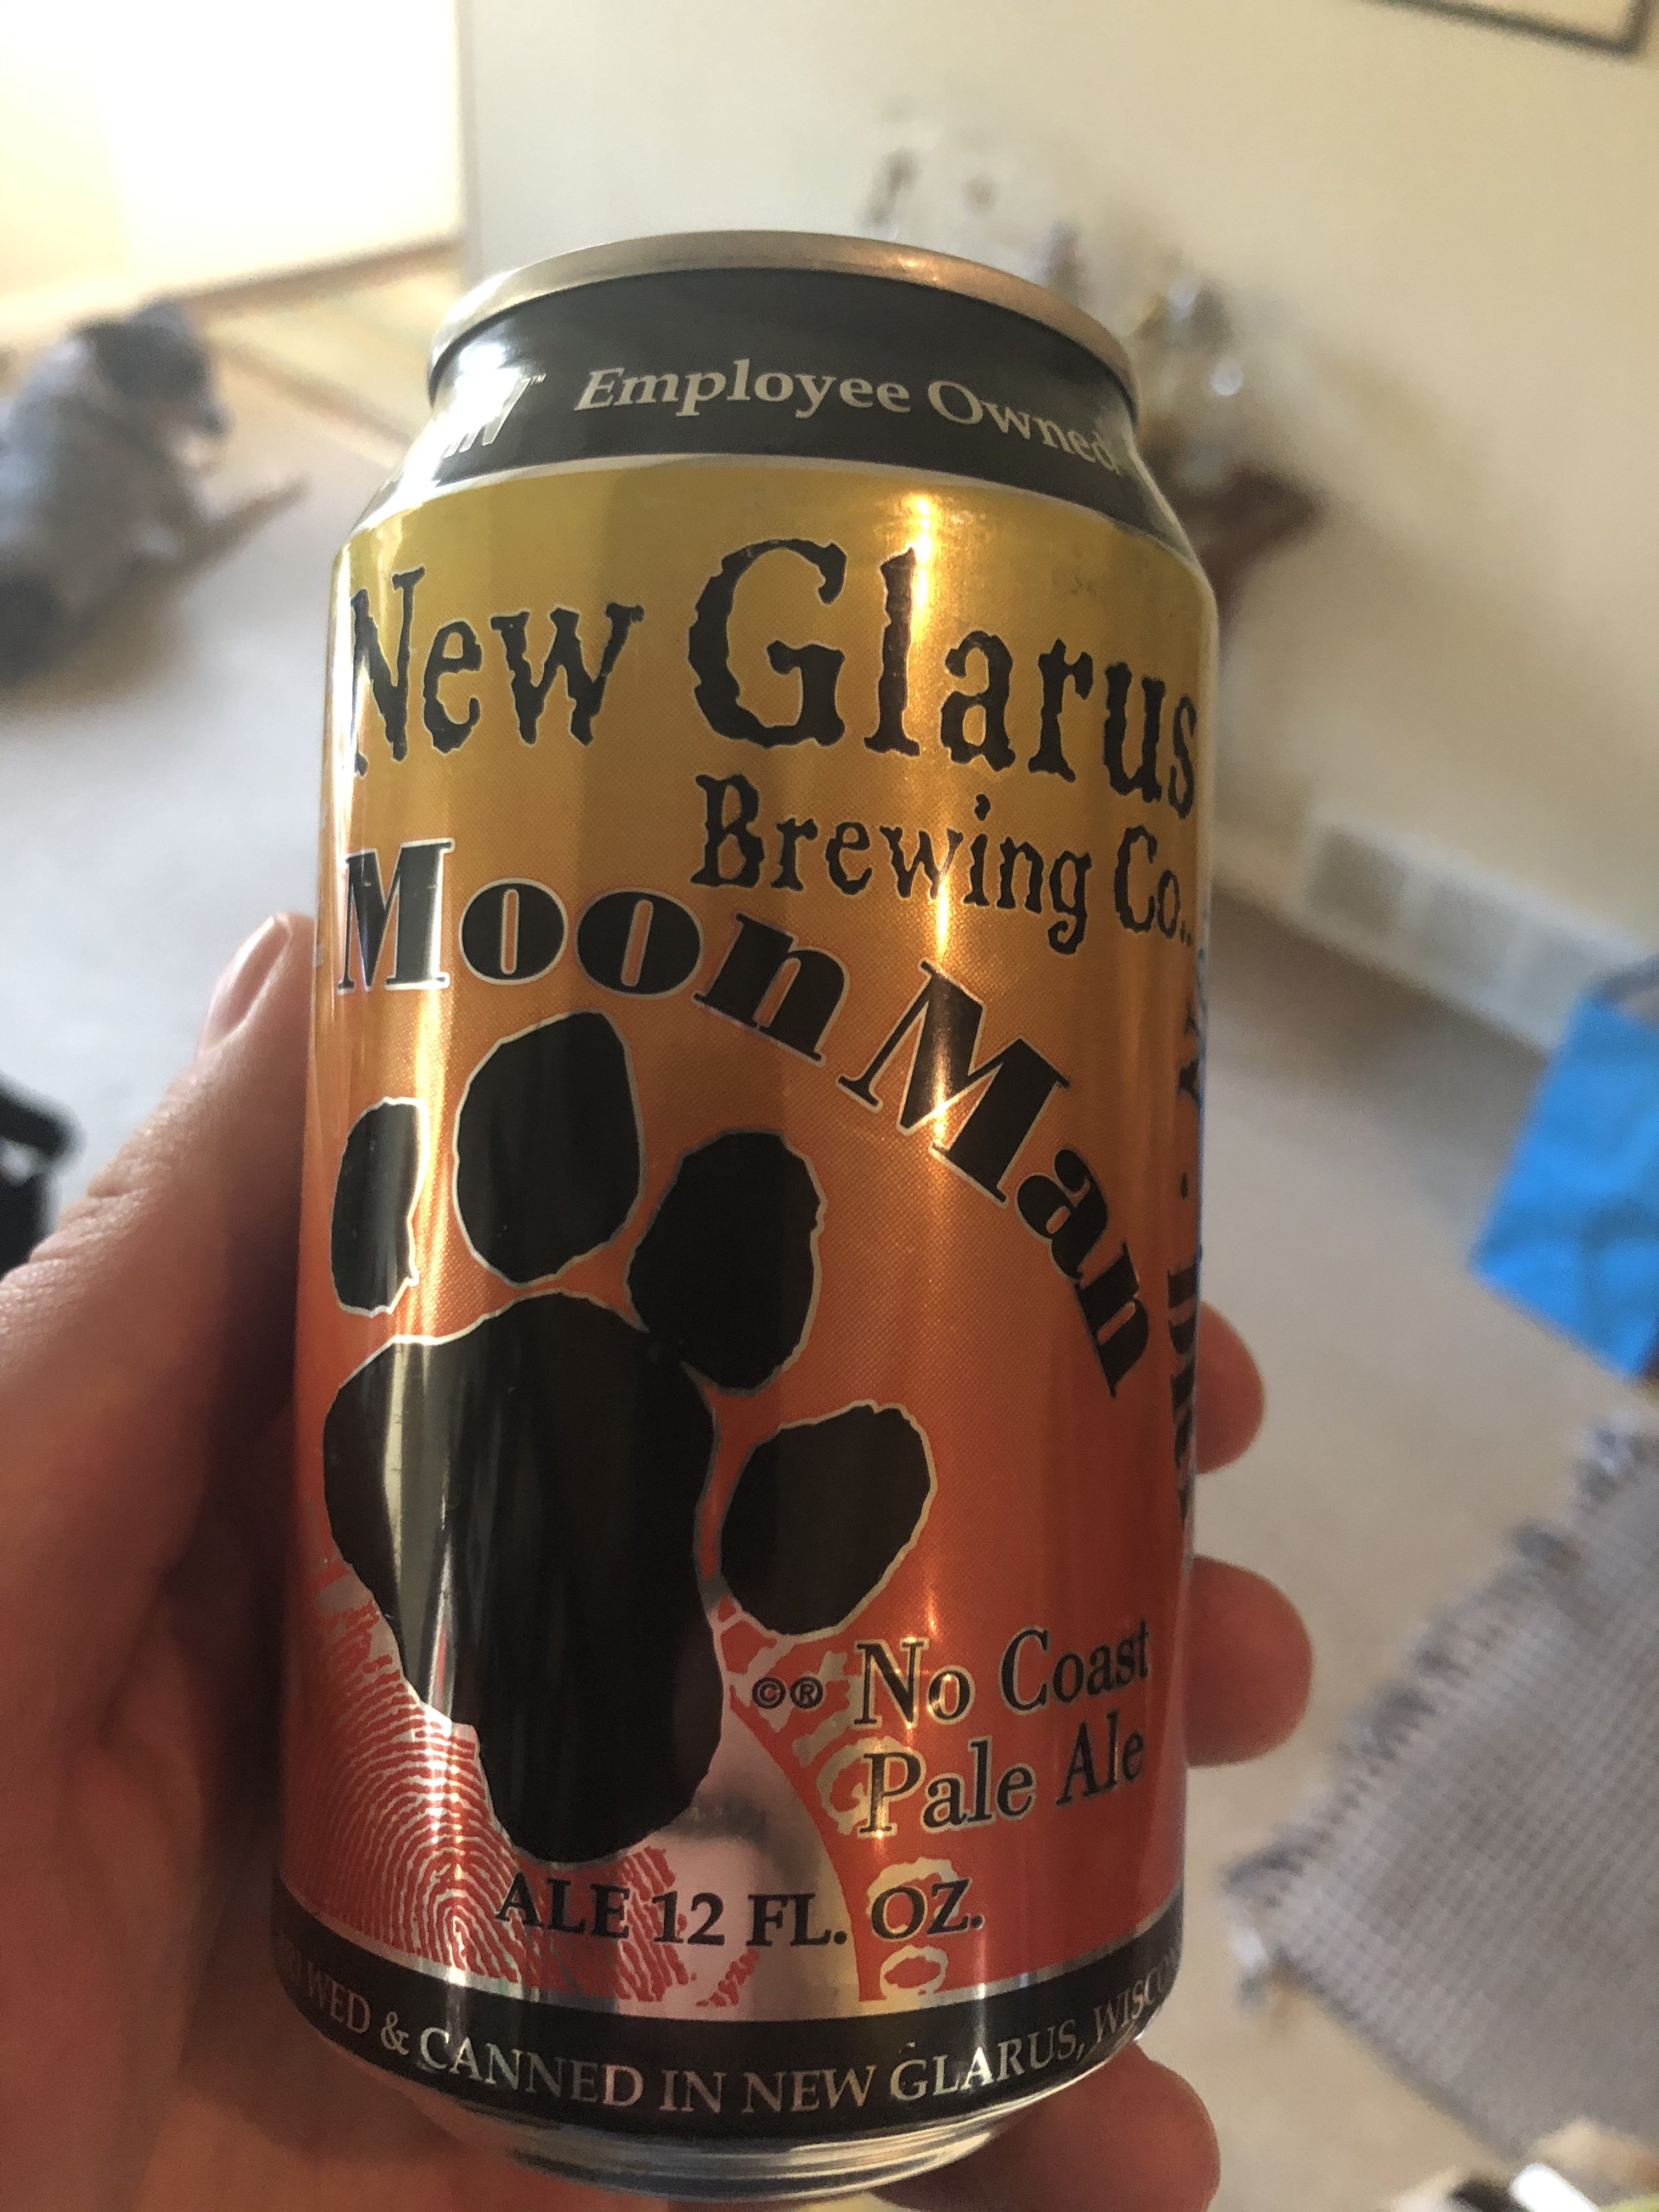 Employee Owned
New Glarus
Brewing Co.
Moon Man
©® No Coast
Pale Ale
ALE 12 FL. OZ.
& CANNED IN NEW GLARUS,